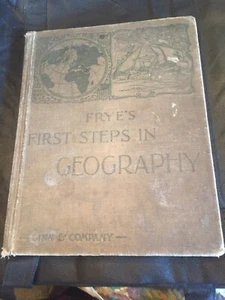 FRYE'S
FIRST STEPS IN
GEOGRAPHY
GINN & COMPANY